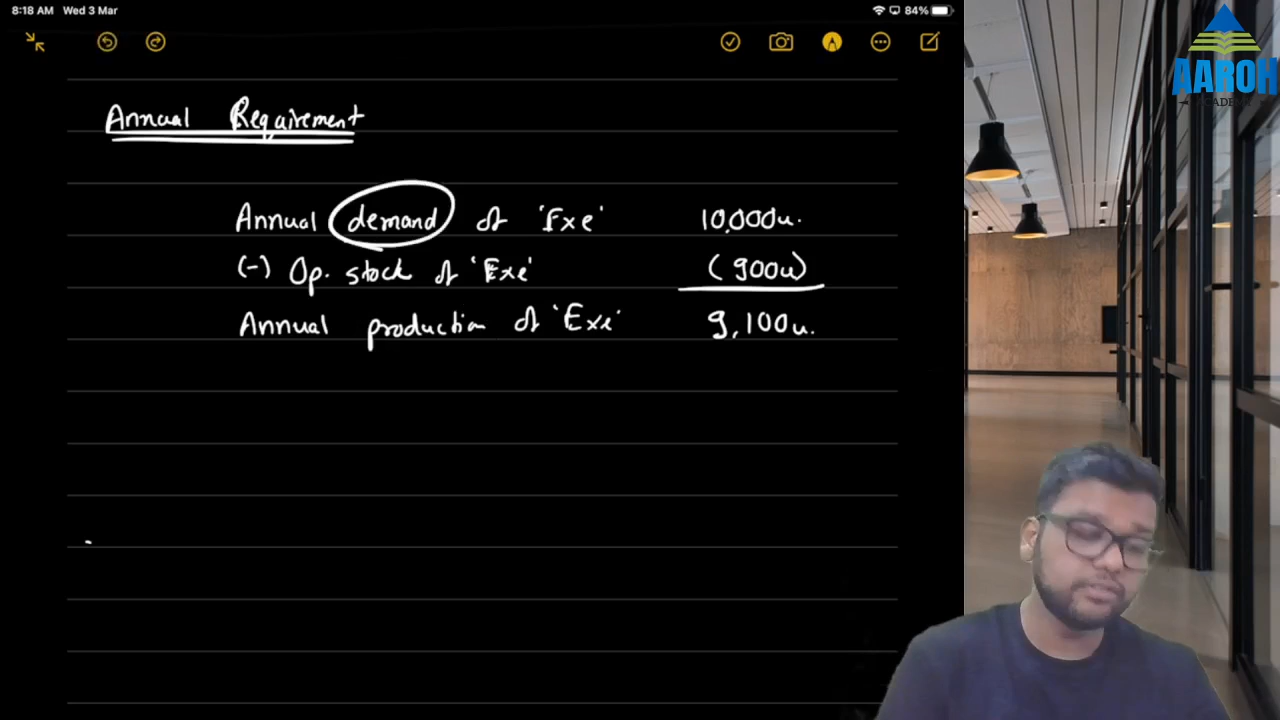 8:18 AM Wed 3 Mar
84%
AAROH
ACADEMY
Annual Requirement
Annual demand of 'Exe' 10,000u.
(-) Op. stock of 'Exe' (900u)
Annual production of 'Exe' 9,100u.